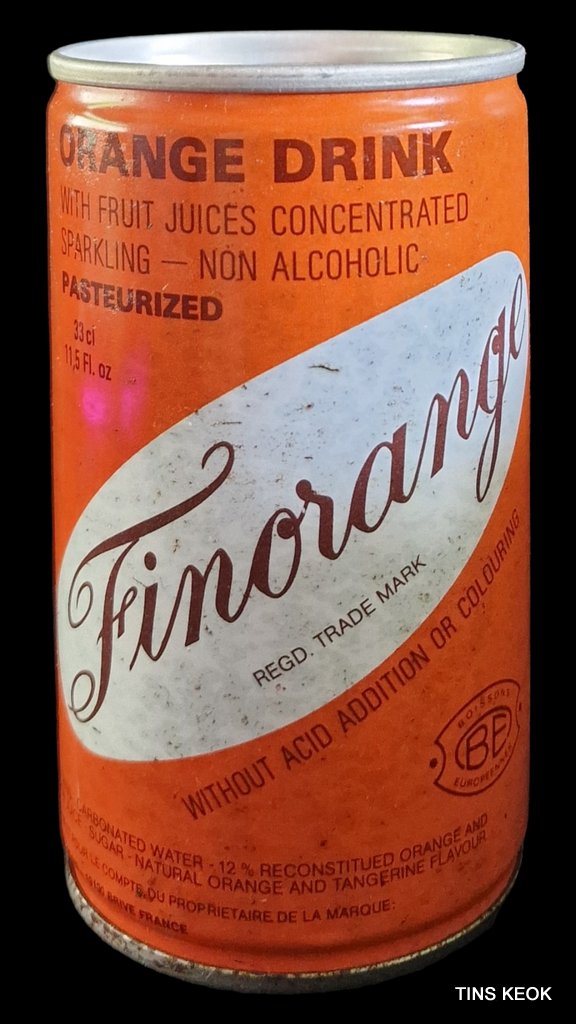 ORANGE DRINK
WITH FRUIT JUICES CONCENTRATED
SPARKLING — NON ALCOHOLIC
PASTEURIZED
33 cl
11,5 Fl. oz
Finorange
REGD. TRADE MARK
WITHOUT ACID ADDITION OR COLOURING
BOISSONS
BE
EUROPEENNES
CARBONATED WATER - 12 % RECONSTITUED ORANGE AND
SUGAR - NATURAL ORANGE AND TANGERINE FLAVOUR
POUR LE COMPTE DU PROPRIETAIRE DE LA MARQUE:
BRIVE FRANCE
TINS KEOK